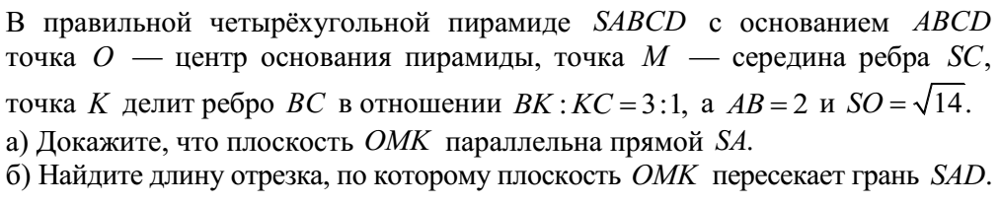 В правильной четырёхугольной пирамиде SABCD с основанием ABCD
точка O — центр основания пирамиды, точка M — середина ребра SC,
точка K делит ребро BC в отношении BK : KC = 3 : 1, а AB = 2 и SO = √14.
а) Докажите, что плоскость OMK параллельна прямой SA.
б) Найдите длину отрезка, по которому плоскость OMK пересекает грань SAD.